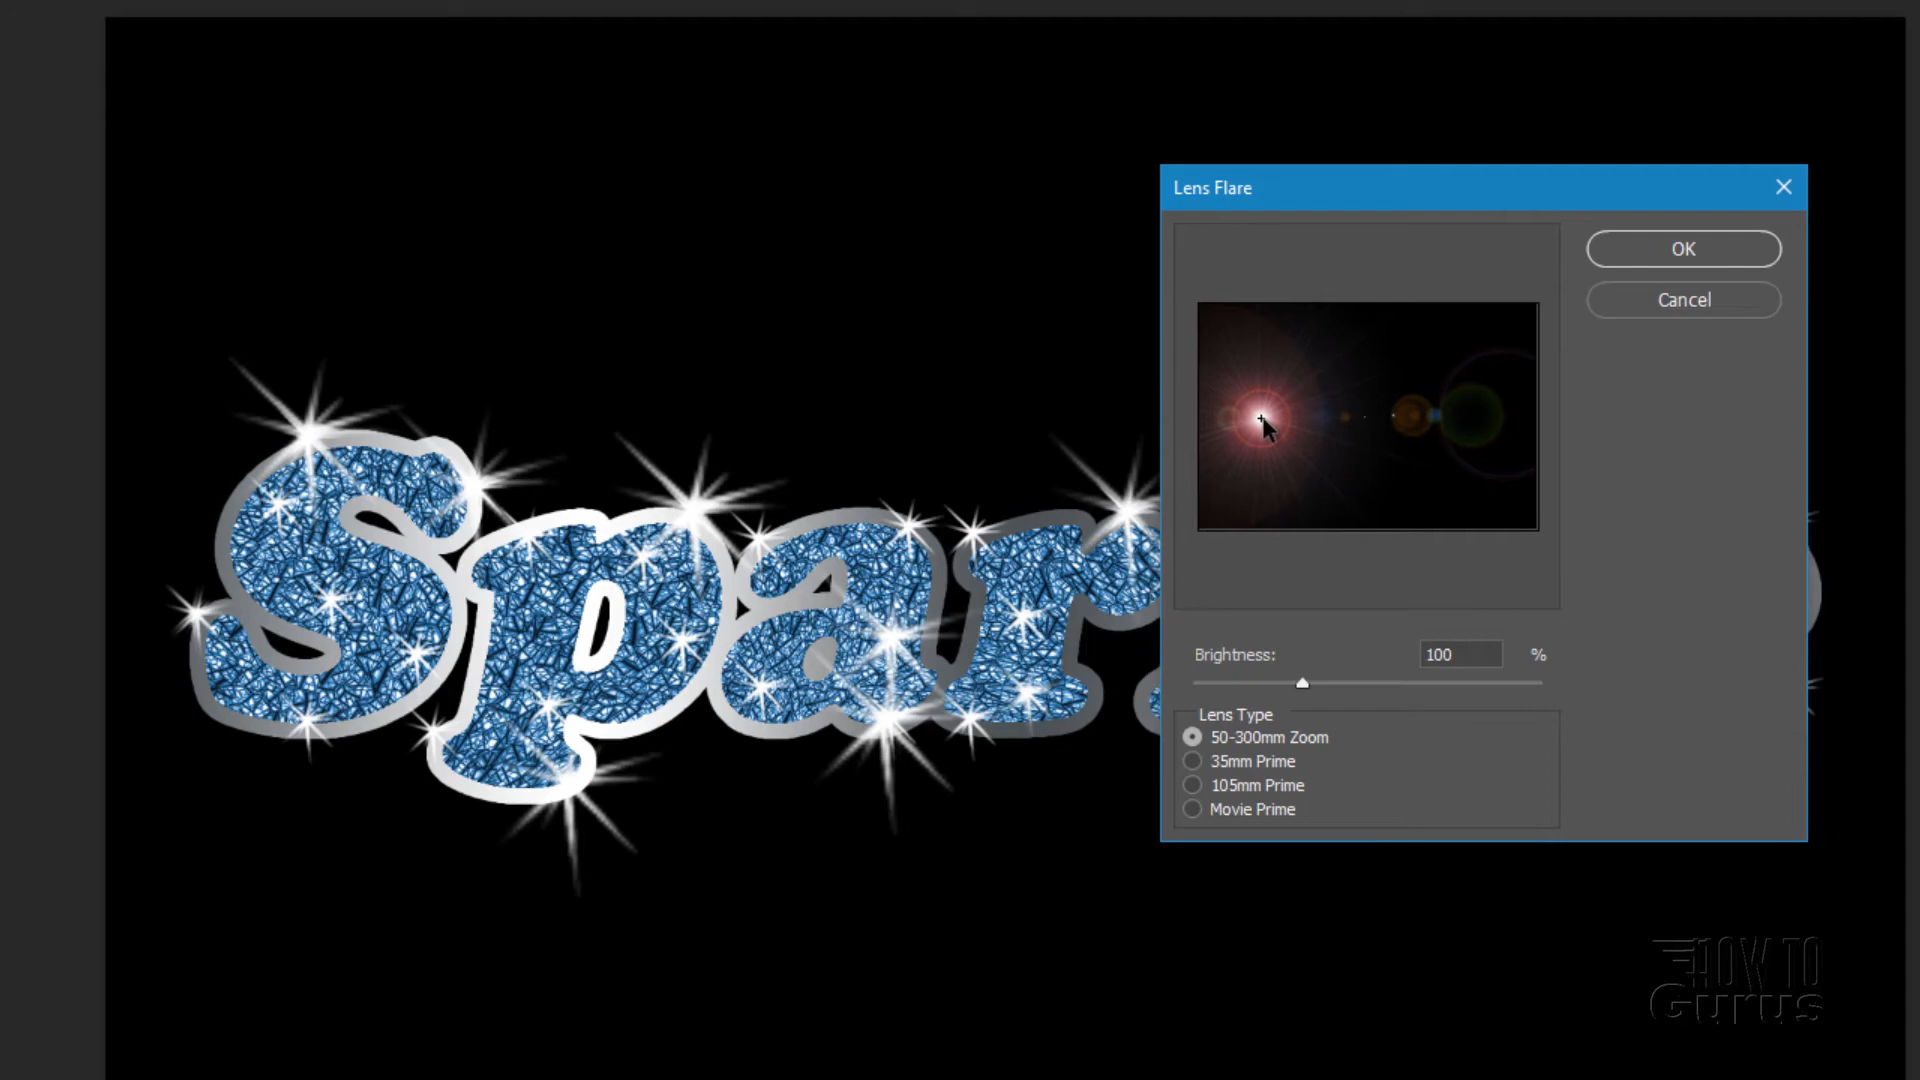 Lens Flare
OK
Cancel
Spar
Brightness:
100
%
Lens Type
50-300mm Zoom
35mm Prime
105mm Prime
Movie Prime
HOW TO
Gurus